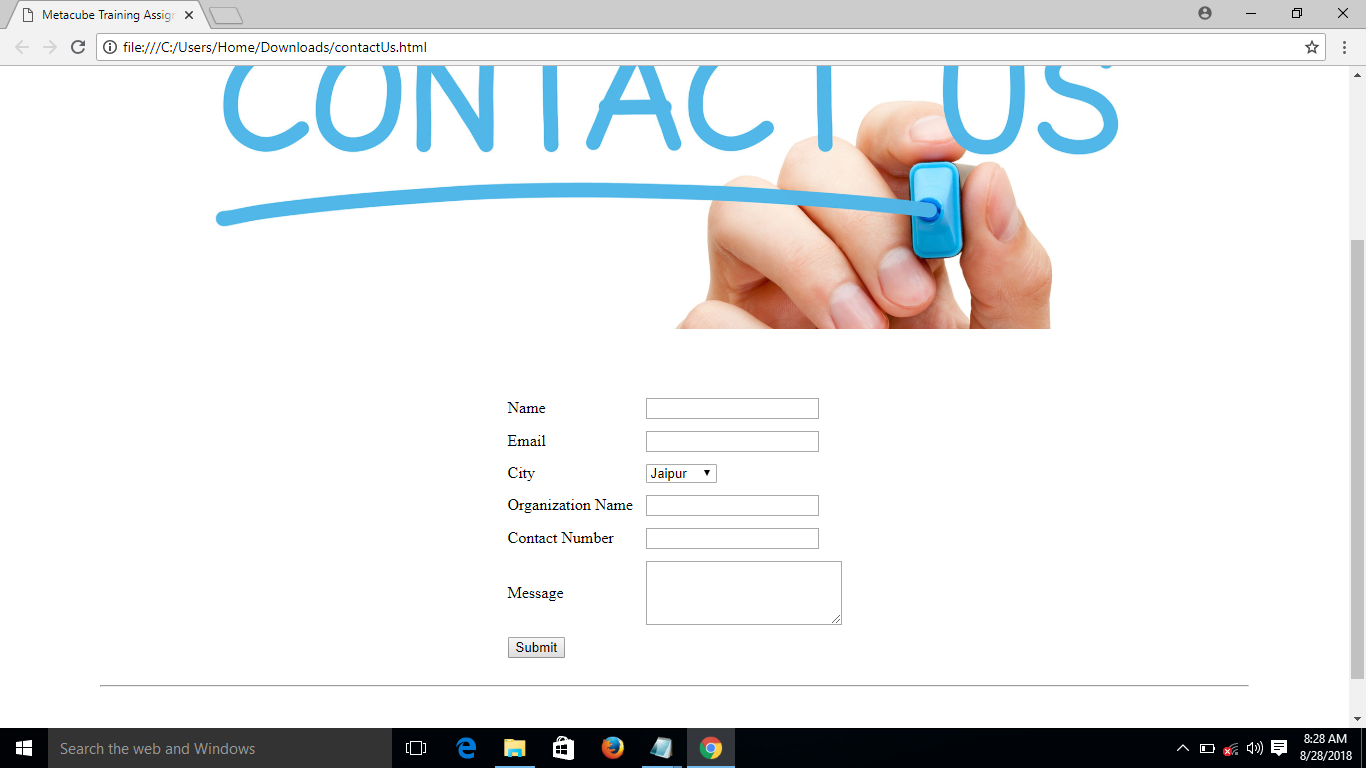 Metacube Training Assign
file:///C:/Users/Home/Downloads/contactUs.html
CONTACT US
Name
Email
City
Jaipur
Organization Name
Contact Number
Message
Submit
Search the web and Windows
8:28 AM
8/28/2018